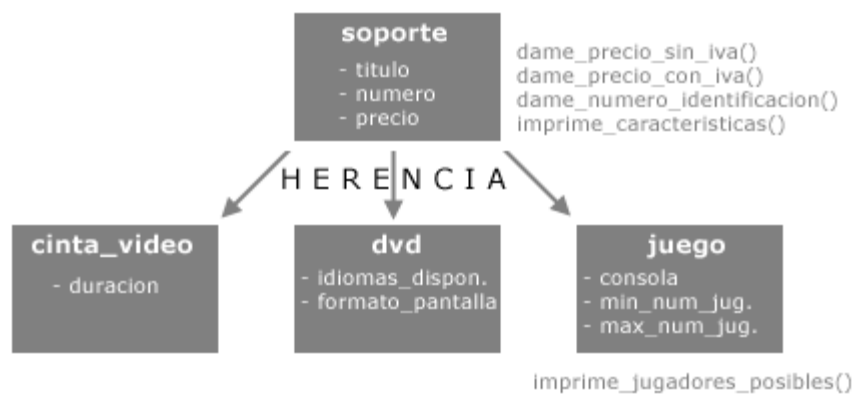 soporte
- titulo
- numero
- precio
dame_precio_sin_iva()
dame_precio_con_iva()
dame_numero_identificacion()
imprime_caracteristicas()
HERENCIA
cinta_video
- duracion
dvd
- idiomas_dispon.
- formato_pantalla
juego
- consola
- min_num_jug.
- max_num_jug.
imprime_jugadores_posibles()